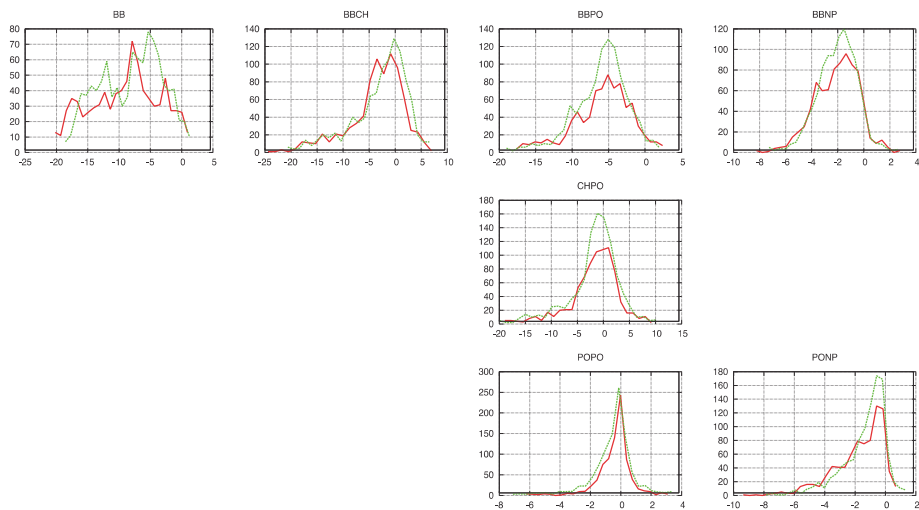 BB BBCH BBPO BBNP
80 140 140 120
70 120 120 100
60 100 100 80
50 80 80 60
40 60 60 40
30 40 40 20
20 20 20 0
10 0 0
0
-25 -20 -15 -10 -5 0 5
-25 -20 -15 -10 -5 0 5 10
-20 -15 -10 -5 0 5
-10 -8 -6 -4 -2 0 2 4
CHPO
180
160
140
120
100
80
60
40
20
0
-20 -15 -10 -5 0 5 10 15
POPO PONP
300 180
250 160
200 140
150 120
100 100
50 80
0 60
40
20
0
-8 -6 -4 -2 0 2 4
-10 -8 -6 -4 -2 0 2